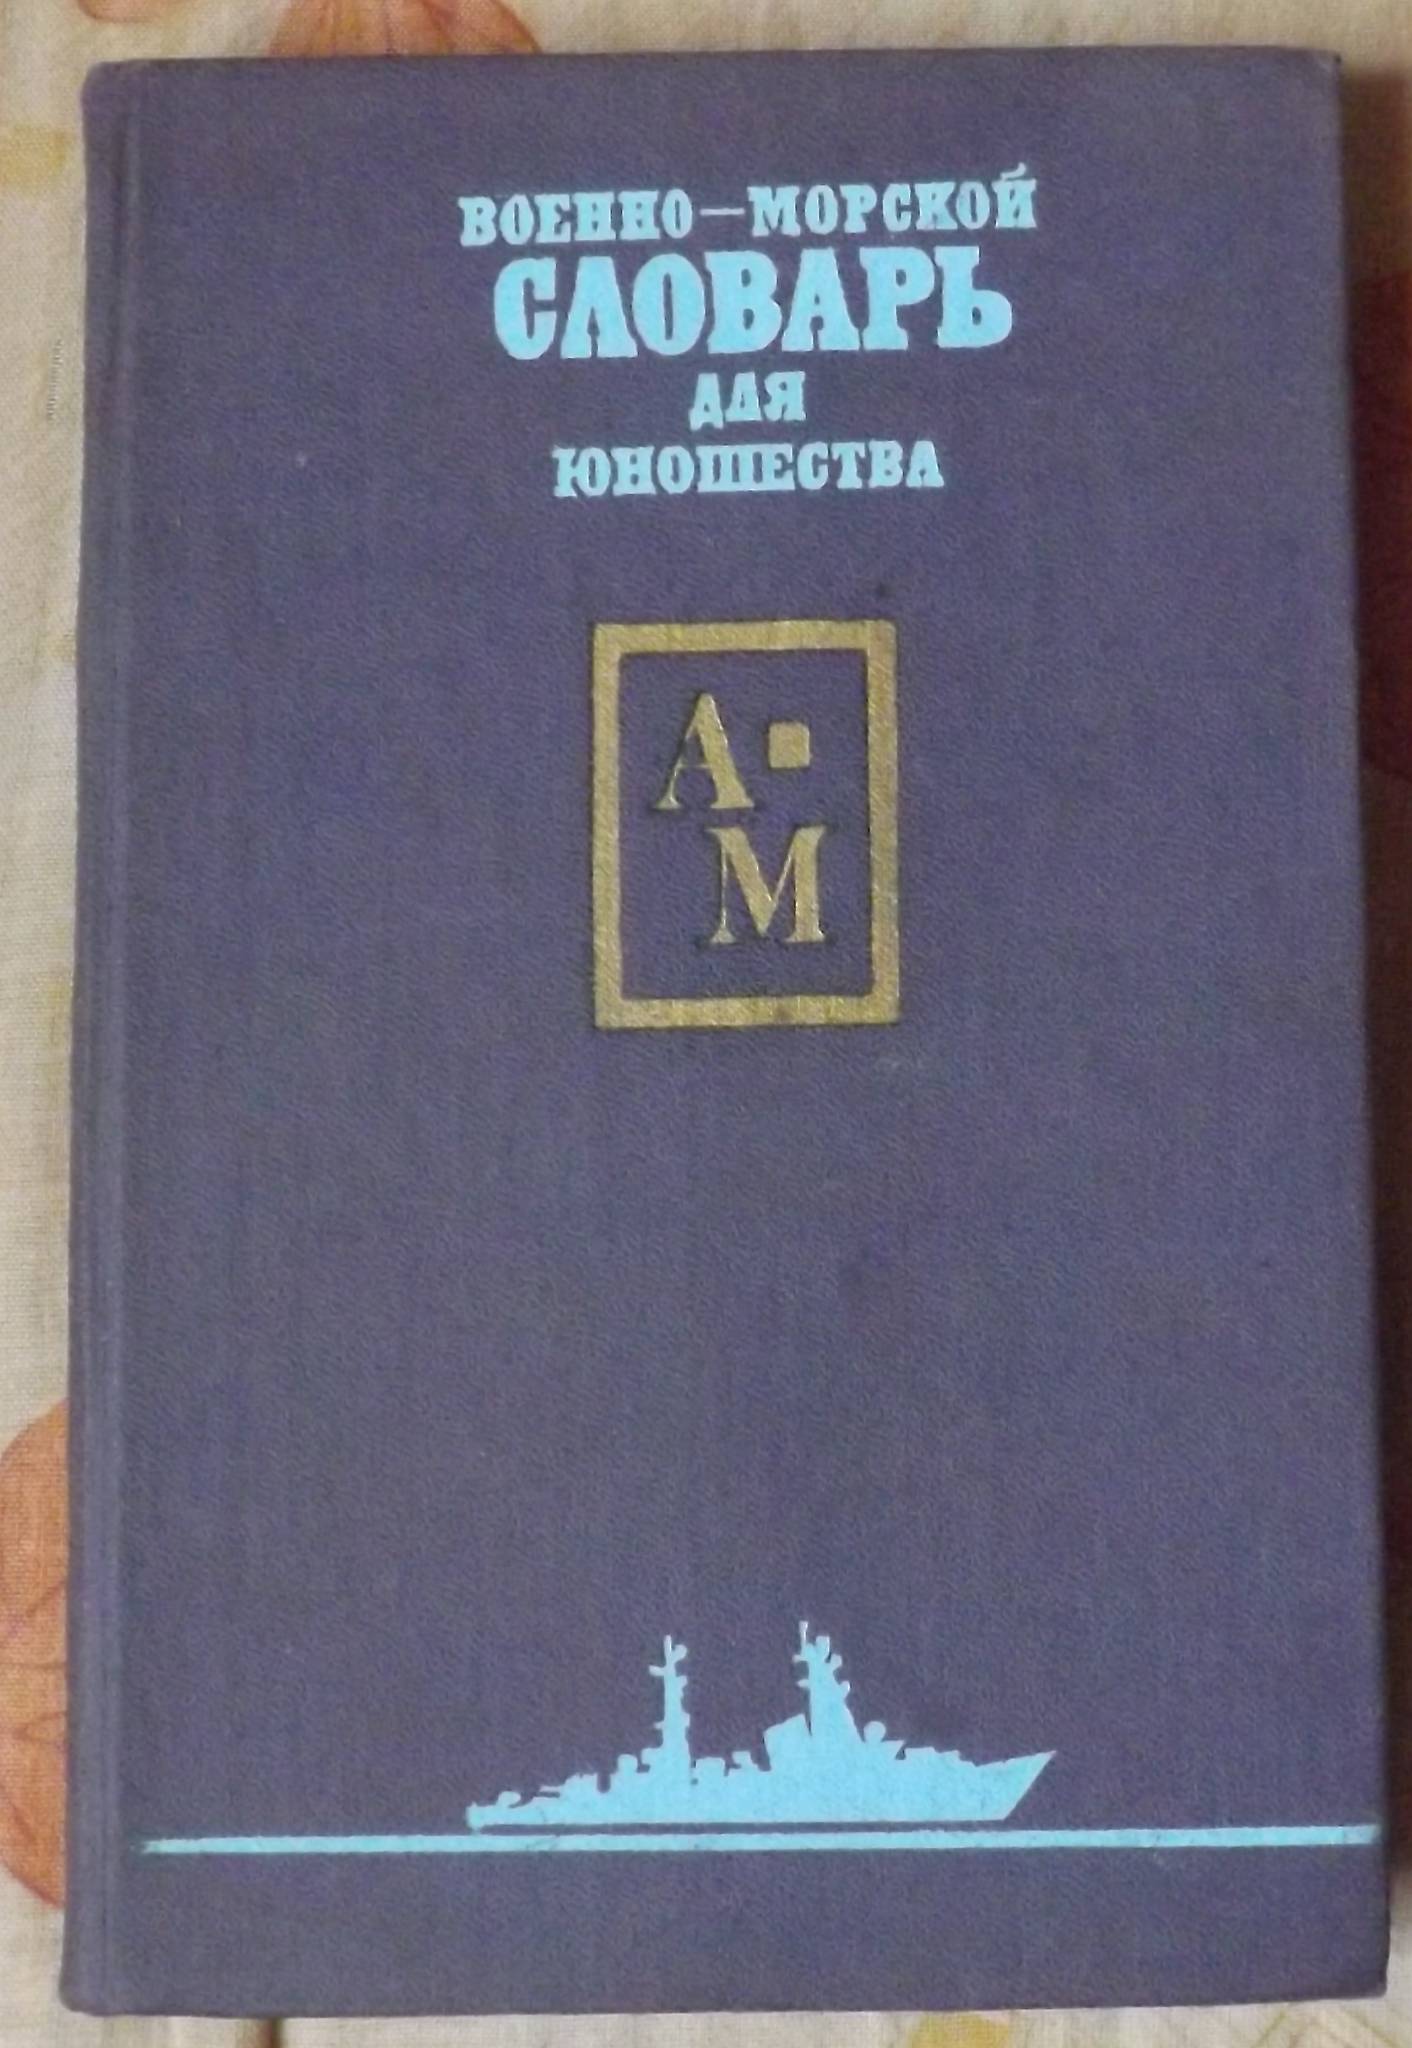 ВОЕННО—МОРСКОЙ
СЛОВАРЬ
ДЛЯ
ЮНОШЕСТВА
А
М